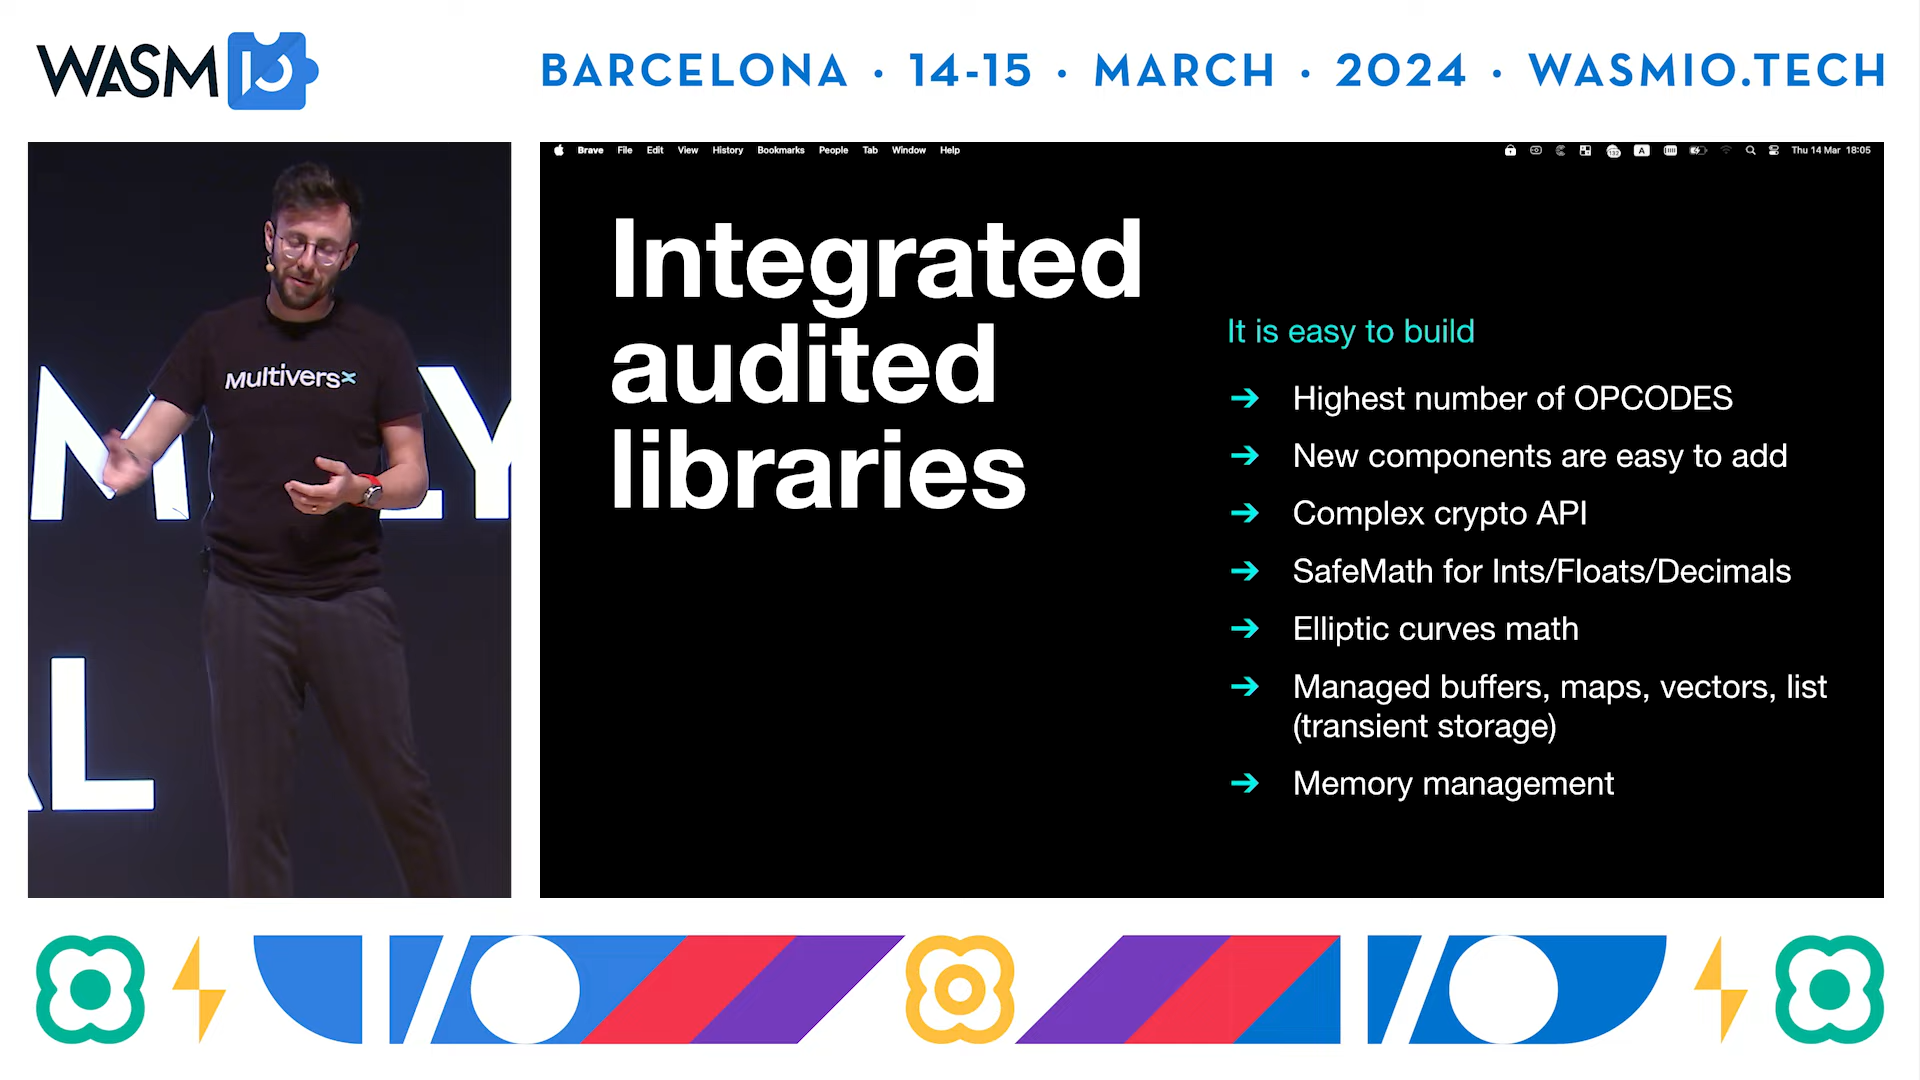 WASM IO
BARCELONA · 14-15 · MARCH · 2024 · WASMIO.TECH
Brave File Edit View History Bookmarks People Tab Window Help
A
Thu 14 Mar 18:05
MultiversX
M LY
AL
Integrated
audited
libraries
It is easy to build
➔ Highest number of OPCODES
➔ New components are easy to add
➔ Complex crypto API
➔ SafeMath for Ints/Floats/Decimals
➔ Elliptic curves math
➔ Managed buffers, maps, vectors, list
(transient storage)
➔ Memory management